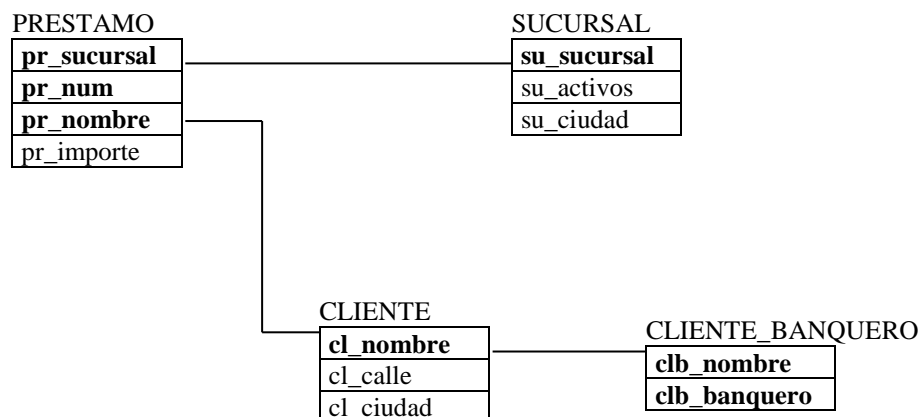 PRESTAMO
pr_sucursal
pr_num
pr_nombre
pr_importe
SUCURSAL
su_sucursal
su_activos
su_ciudad
CLIENTE
cl_nombre
cl_calle
cl_ciudad
CLIENTE_BANQUERO
clb_nombre
clb_banquero